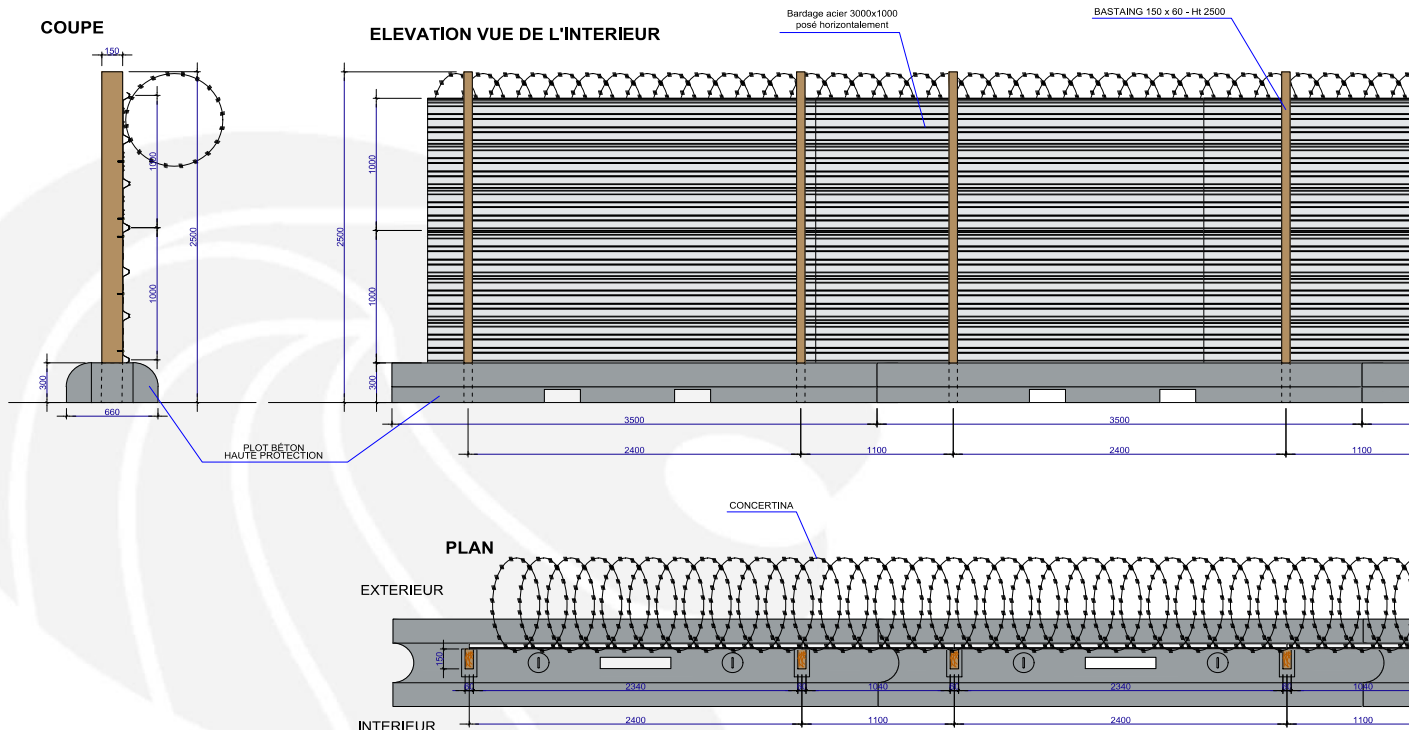 COUPE
ELEVATION VUE DE L'INTERIEUR
Bardage acier 3000x1000
posé horizontalement
BASTAING 150 x 60 - Ht 2500
150
1000
1000
2500
300
660
2500
1000
1000
300
PLOT BÉTON
HAUTE PROTECTION
3500
3500
2400
1100
2400
1100
CONCERTINA
PLAN
EXTERIEUR
150
2340
1040
2340
1040
INTERIEUR
2400
1100
2400
1100